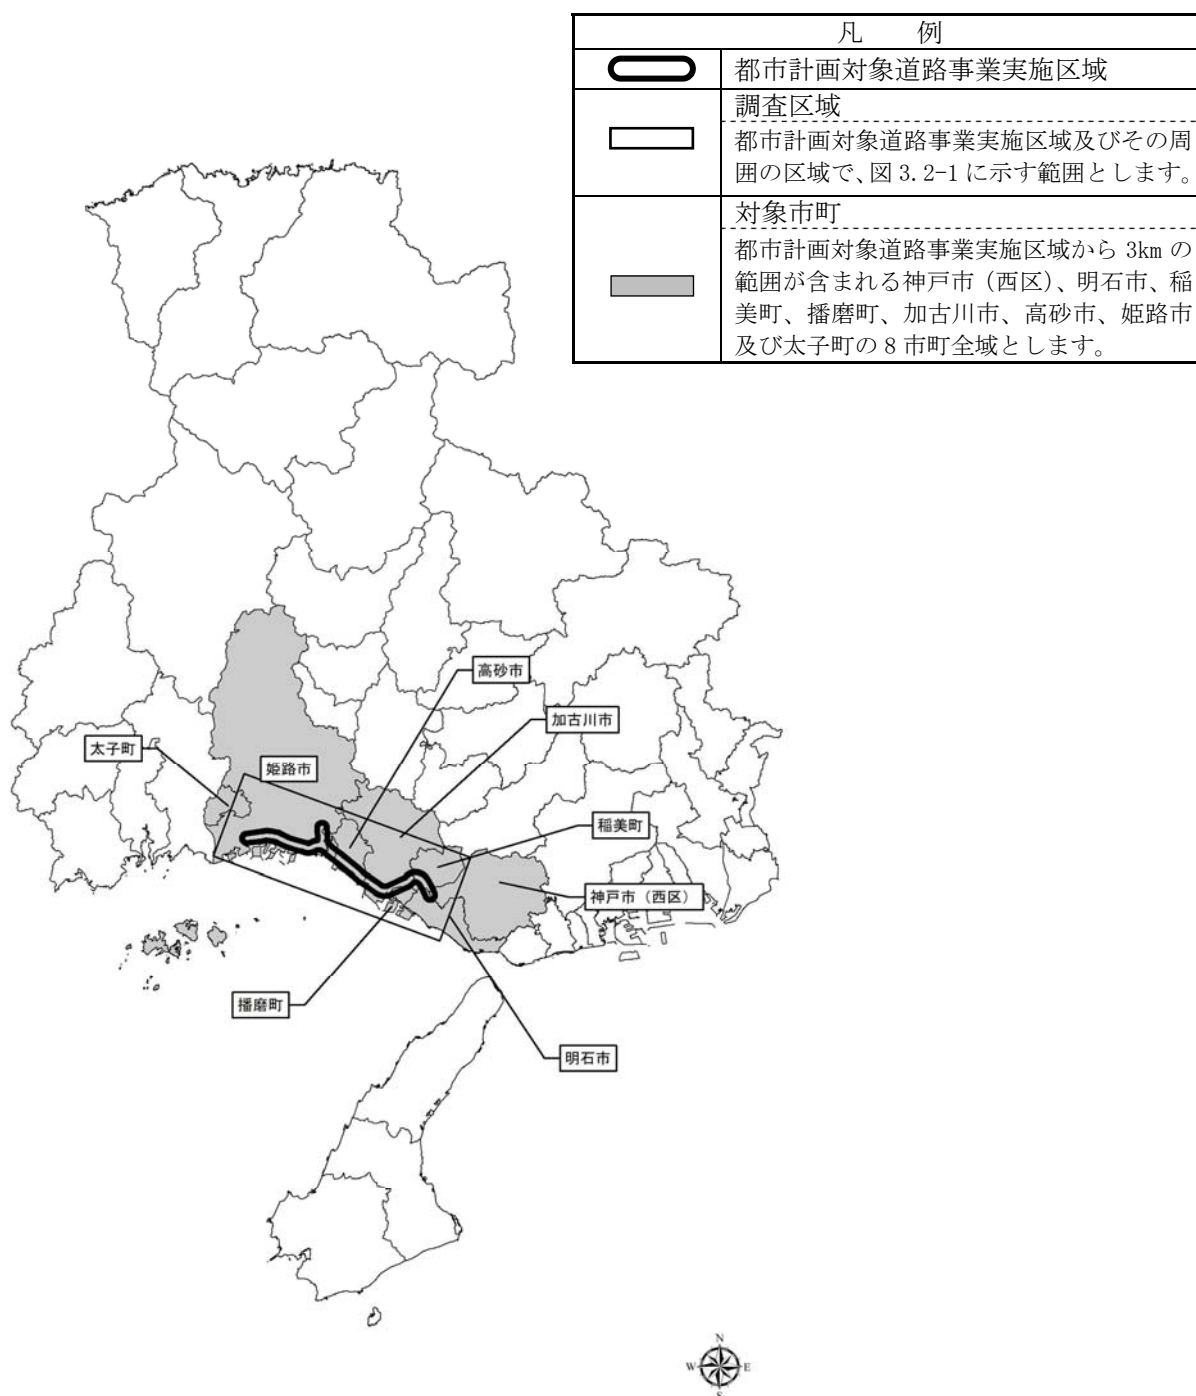 凡　例
都市計画対象道路事業実施区域
調査区域
都市計画対象道路事業実施区域及びその周
囲の区域で、図 3.2-1 に示す範囲とします。
対象市町
都市計画対象道路事業実施区域から 3km の
範囲が含まれる神戸市（西区）、明石市、稲
美町、播磨町、加古川市、高砂市、姫路市
及び太子町の 8 市町全域とします。
高砂市
加古川市
太子町
姫路市
稲美町
神戸市（西区）
播磨町
明石市
N
W E
S